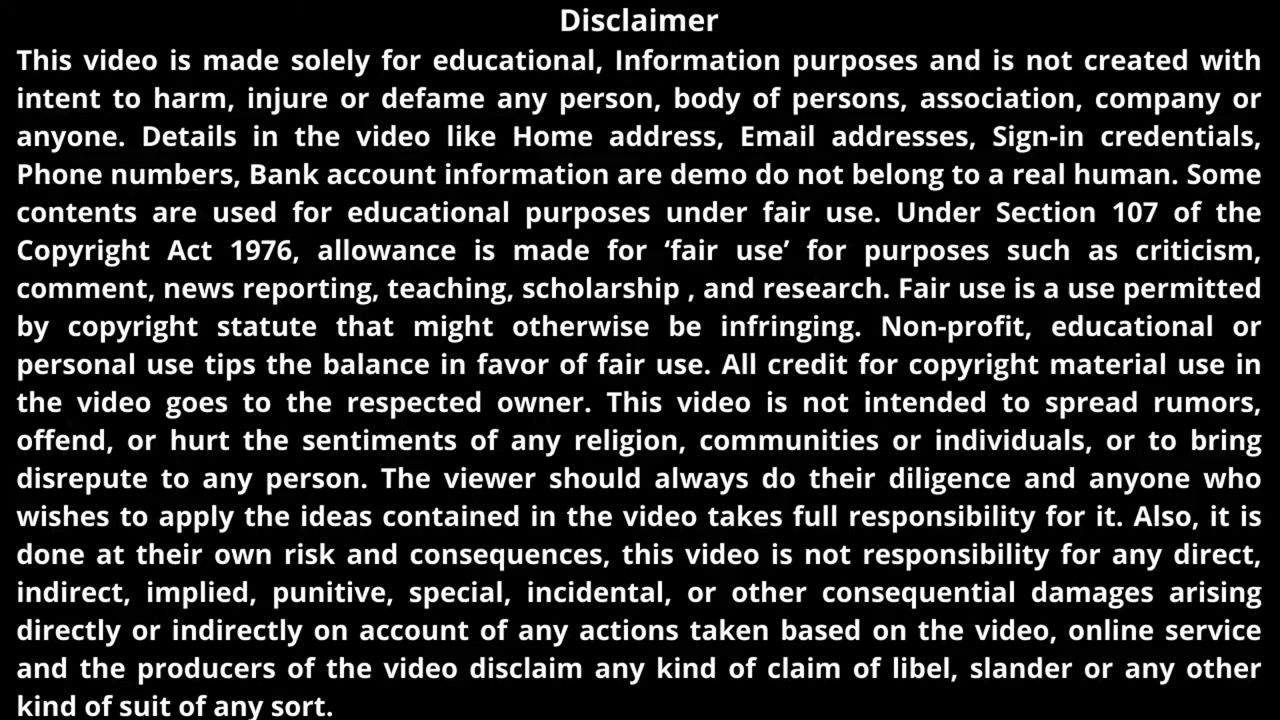 Disclaimer
This video is made solely for educational, Information purposes and is not created with
intent to harm, injure or defame any person, body of persons, association, company or
anyone. Details in the video like Home address, Email addresses, Sign-in credentials,
Phone numbers, Bank account information are demo do not belong to a real human. Some
contents are used for educational purposes under fair use. Under Section 107 of the
Copyright Act 1976, allowance is made for ‘fair use’ for purposes such as criticism,
comment, news reporting, teaching, scholarship , and research. Fair use is a use permitted
by copyright statute that might otherwise be infringing. Non-profit, educational or
personal use tips the balance in favor of fair use. All credit for copyright material use in
the video goes to the respected owner. This video is not intended to spread rumors,
offend, or hurt the sentiments of any religion, communities or individuals, or to bring
disrepute to any person. The viewer should always do their diligence and anyone who
wishes to apply the ideas contained in the video takes full responsibility for it. Also, it is
done at their own risk and consequences, this video is not responsibility for any direct,
indirect, implied, punitive, special, incidental, or other consequential damages arising
directly or indirectly on account of any actions taken based on the video, online service
and the producers of the video disclaim any kind of claim of libel, slander or any other
kind of suit of any sort.